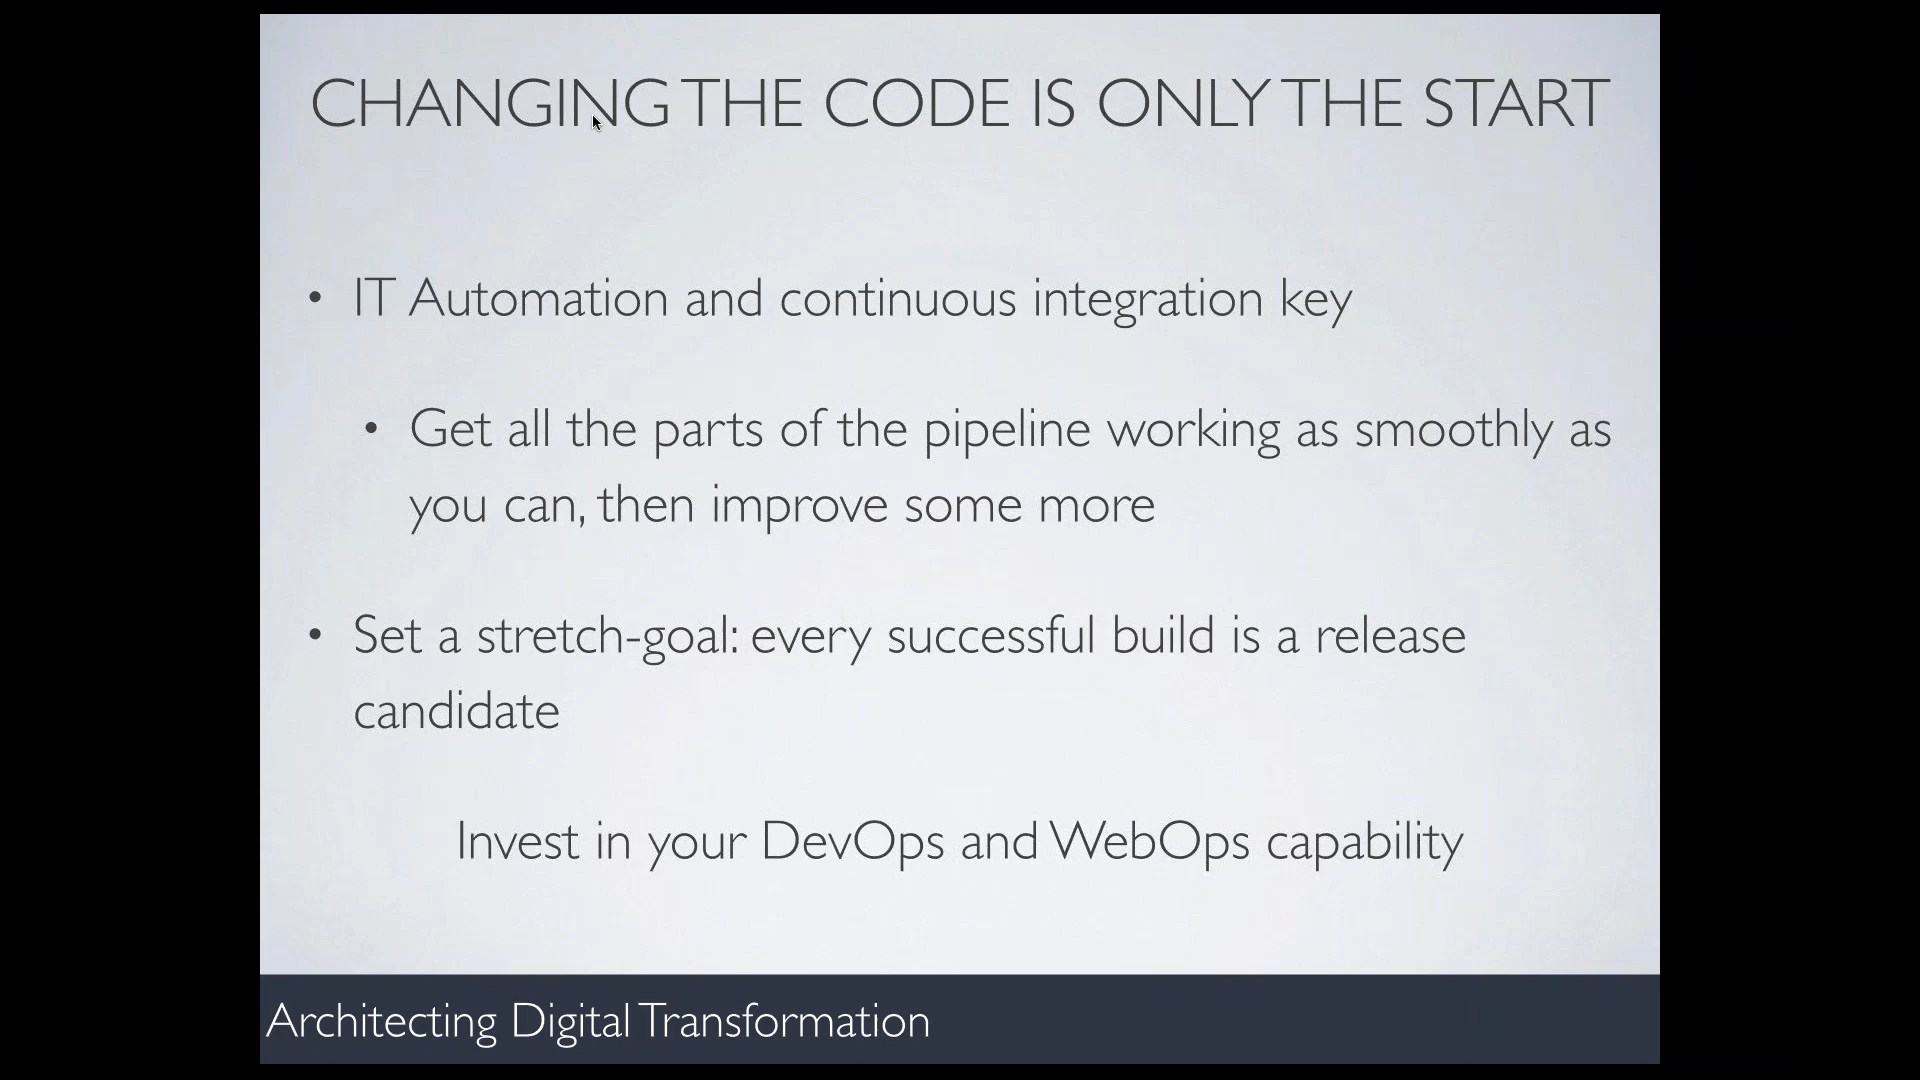 CHANGING THE CODE IS ONLY THE START
• IT Automation and continuous integration key
• Get all the parts of the pipeline working as smoothly as
you can, then improve some more
• Set a stretch-goal: every successful build is a release
candidate
Invest in your DevOps and WebOps capability
Architecting Digital Transformation